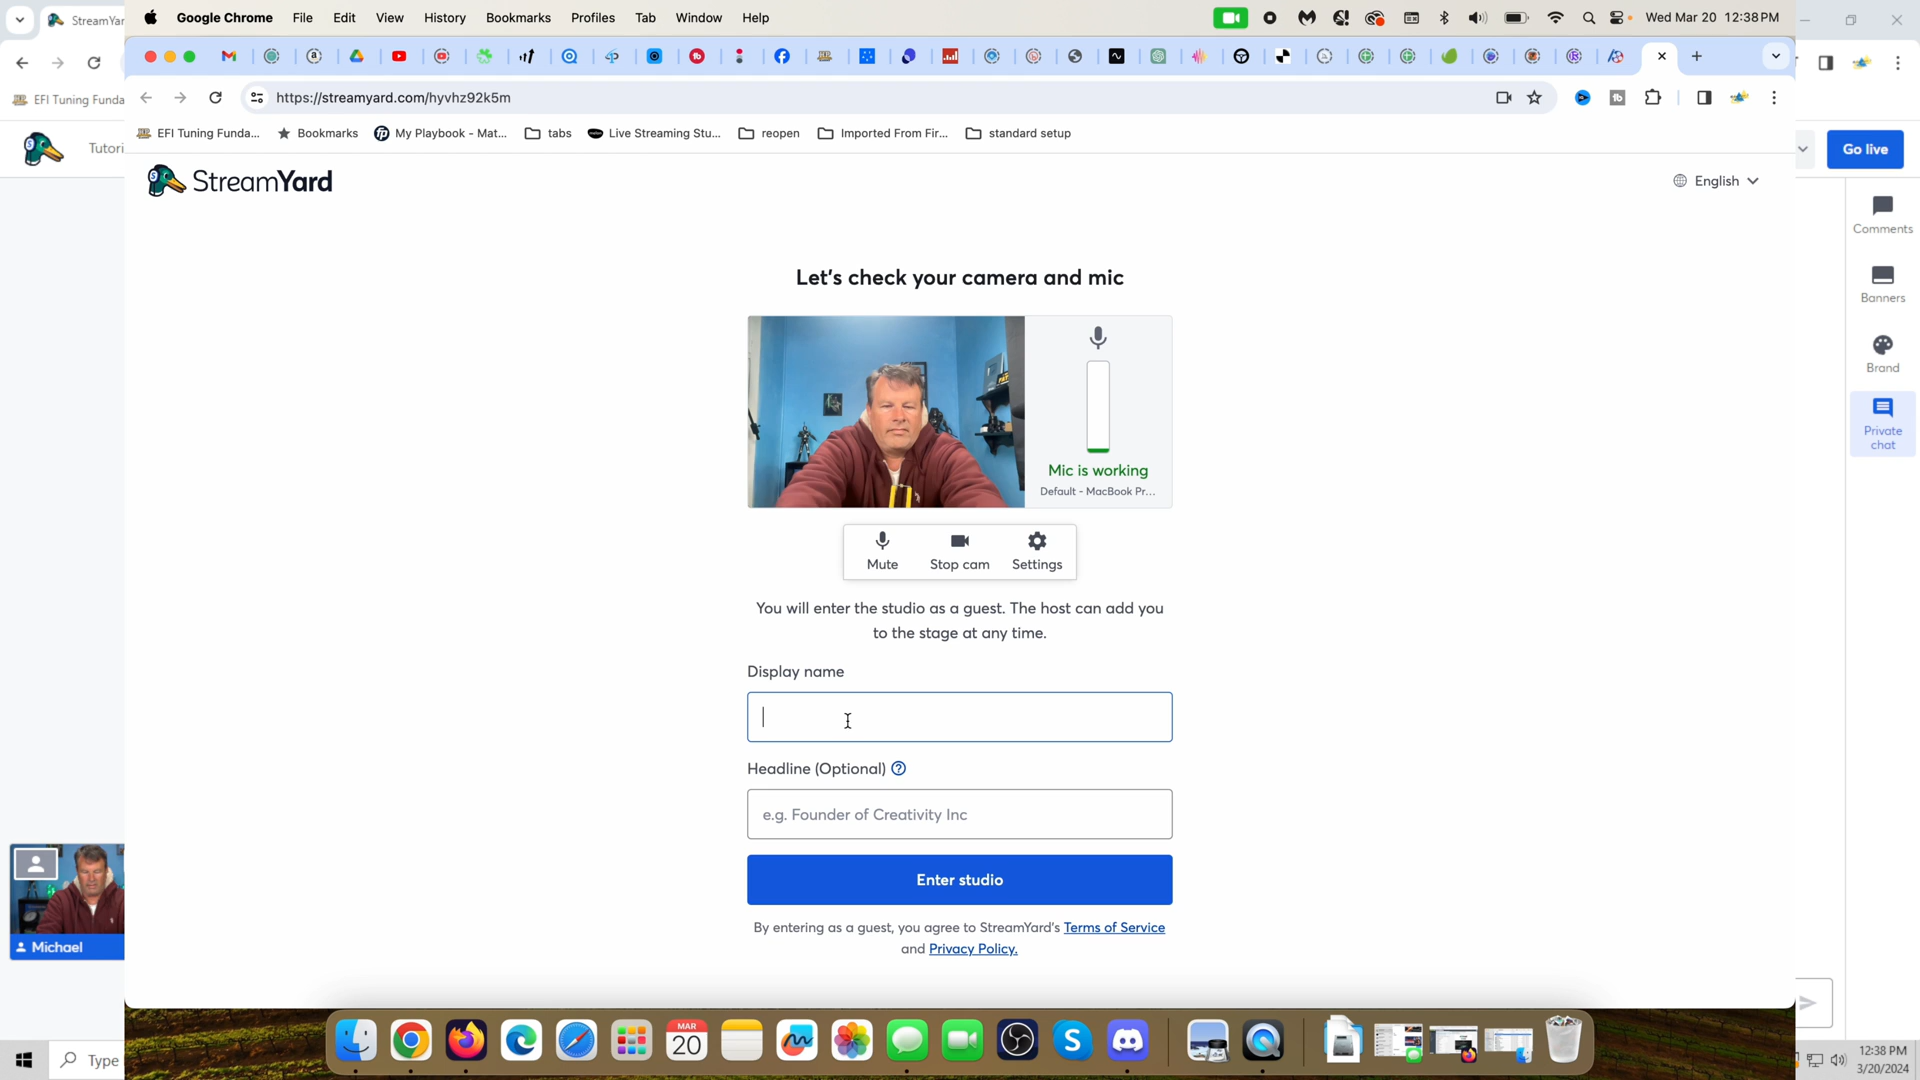 StreamYar
Google Chrome File Edit View History Bookmarks Profiles Tab Window Help
Wed Mar 20 12:38 PM
https://streamyard.com/hyvhz92k5m
EFI Tuning Funda
EFI Tuning Funda...
Bookmarks
My Playbook - Mat...
tabs
Live Streaming Stu...
reopen
Imported From Fir...
standard setup
Tutori
StreamYard
English
Go live
Comments
Banners
Brand
Private
chat
Let's check your camera and mic
Mic is working
Default - MacBook Pr...
Mute
Stop cam
Settings
You will enter the studio as a guest. The host can add you
to the stage at any time.
Display name
Headline (Optional) ?
e.g. Founder of Creativity Inc
Enter studio
By entering as a guest, you agree to StreamYard's Terms of Service
and Privacy Policy.
Michael
MAR
20
Type
12:38 PM
3/20/2024